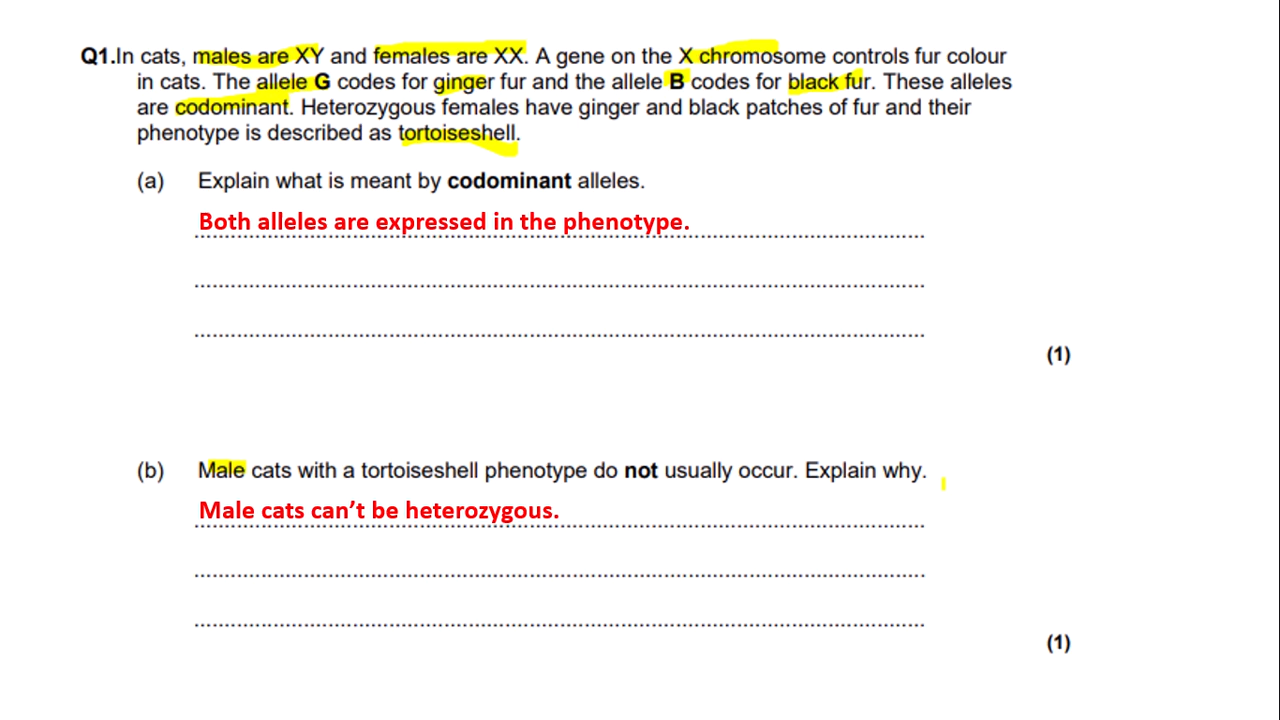 Q1.In cats, males are XY and females are XX. A gene on the X chromosome controls fur colour
in cats. The allele G codes for ginger fur and the allele B codes for black fur. These alleles
are codominant. Heterozygous females have ginger and black patches of fur and their
phenotype is described as tortoiseshell.
(a) Explain what is meant by codominant alleles.
Both alleles are expressed in the phenotype.
(1)
(b) Male cats with a tortoiseshell phenotype do not usually occur. Explain why.
Male cats can’t be heterozygous.
(1)